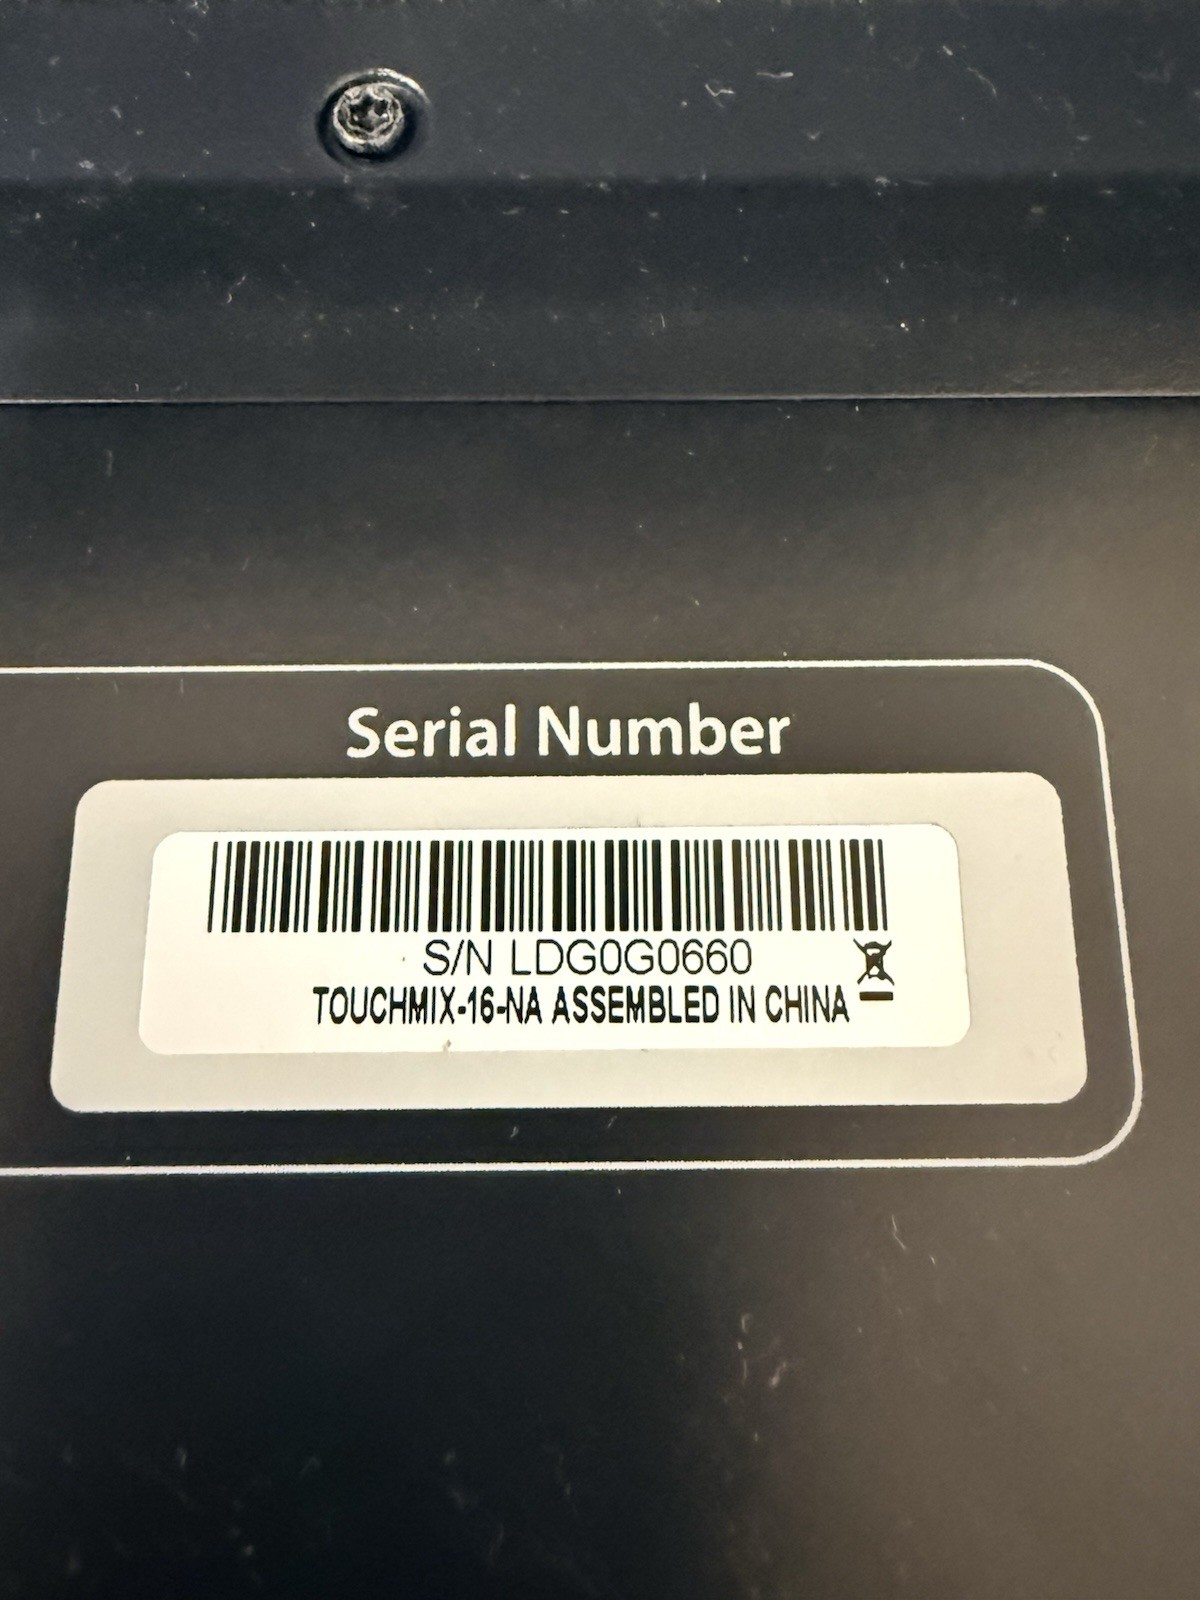 Serial Number
S/N LDG0G0660
TOUCHMIX-16-NA ASSEMBLED IN CHINA